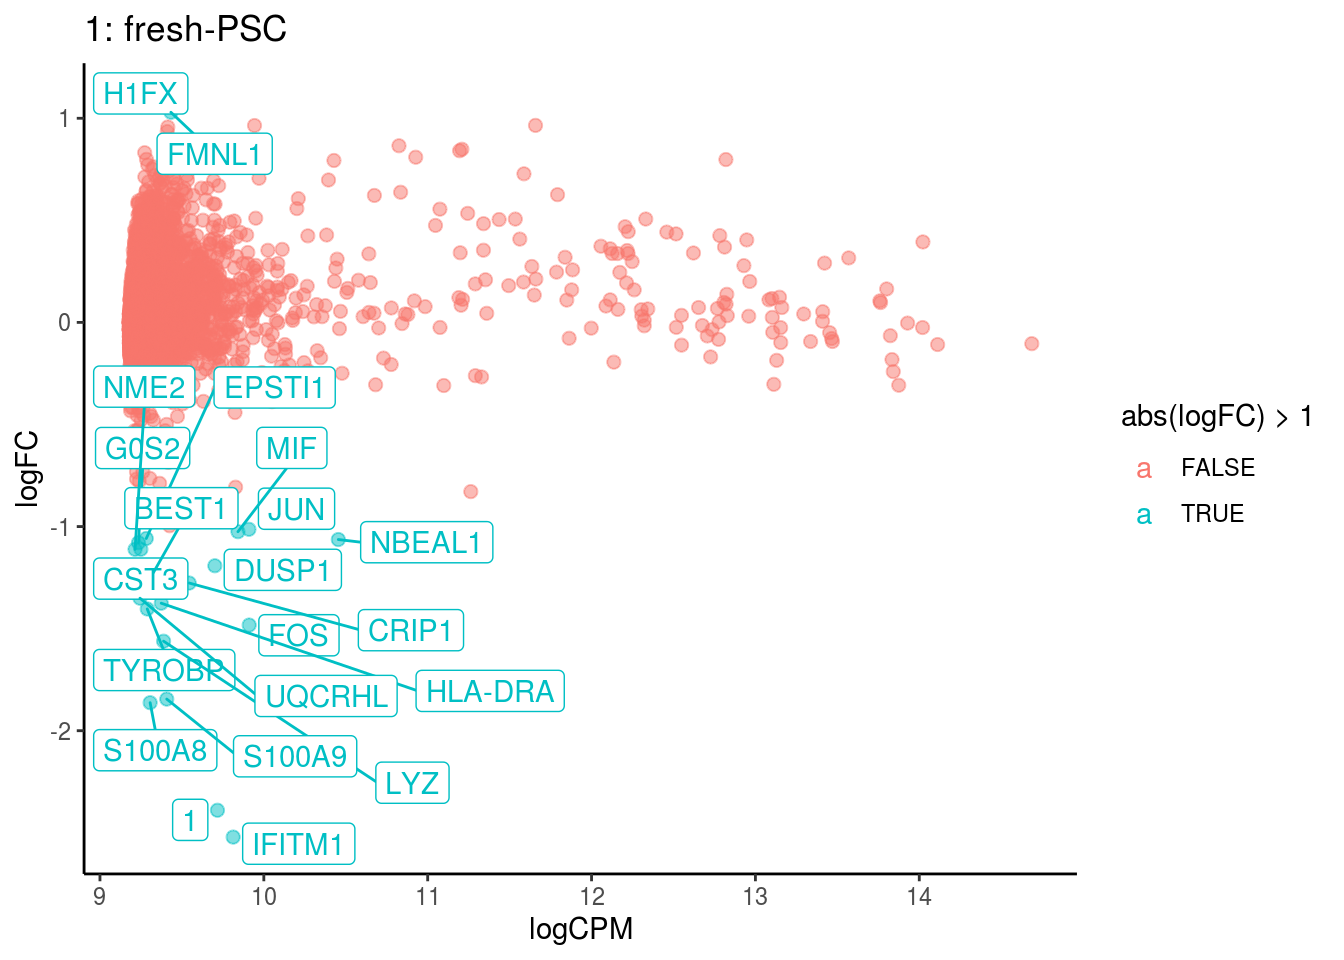 1: fresh-PSC
H1FX
FMNL1
NME2
EPSTI1
G0S2
MIF
BEST1
JUN
NBEAL1
DUSP1
CST3
CRIP1
FOS
TYROBP
HLA-DRA
UQCRHL
S100A8
S100A9
LYZ
1
IFITM1
1
0
-1
-2
logFC
9
10
11
12
13
14
logCPM
abs(logFC) > 1
a FALSE
a TRUE